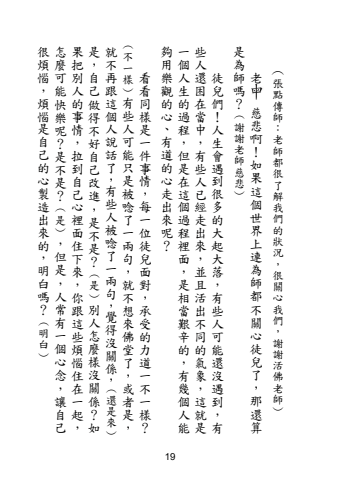 （張點傳師：老師都很了解我們的狀況，很關心我們，謝謝活佛老師）
老申慈悲啊！如果這個世界上連為師都不關心徒兒了，那還算
是為師嗎？（謝謝老師慈悲）
徒兒們！人生會遇到很多的大起大落，有些人可能還沒遇到，有
些人還困在當中，有些人已經走出來，並且活出不同的氣象，這就是
一個人生的過程，但是在這個過程裡面，是相當艱辛的，有幾個人能
夠用樂觀的心、有道的心走出來呢？
看看同樣是一件事情，每一位徒兒面對，承受的力道一不一樣？
（不一樣）有些人可能只是被唸了一兩句，就不想來佛堂了，或者是，
就不再跟這個人說話了，有些人被唸了一兩句，覺得沒關係，（還是來）
是，自己做得不好自己改進，是不是？（是）別人怎麼樣沒關係？如
果把別人的事情，拉到自己心裡面住下來，你跟這些煩惱住在一起，
怎麼可能快樂呢？是不是？（是），但是，人常有一個心念，讓自己
很煩惱，煩惱是自己的心製造出來的，明白嗎？（明白）
19